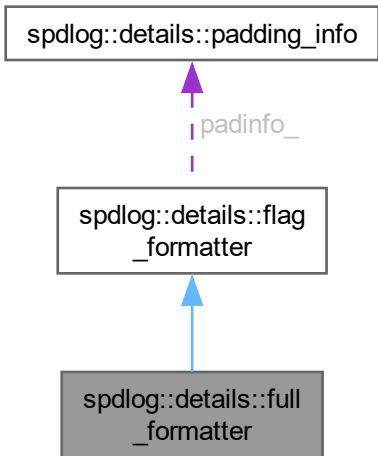 spdlog::details::padding_info
padinfo_
spdlog::details::flag
_formatter
spdlog::details::full
_formatter